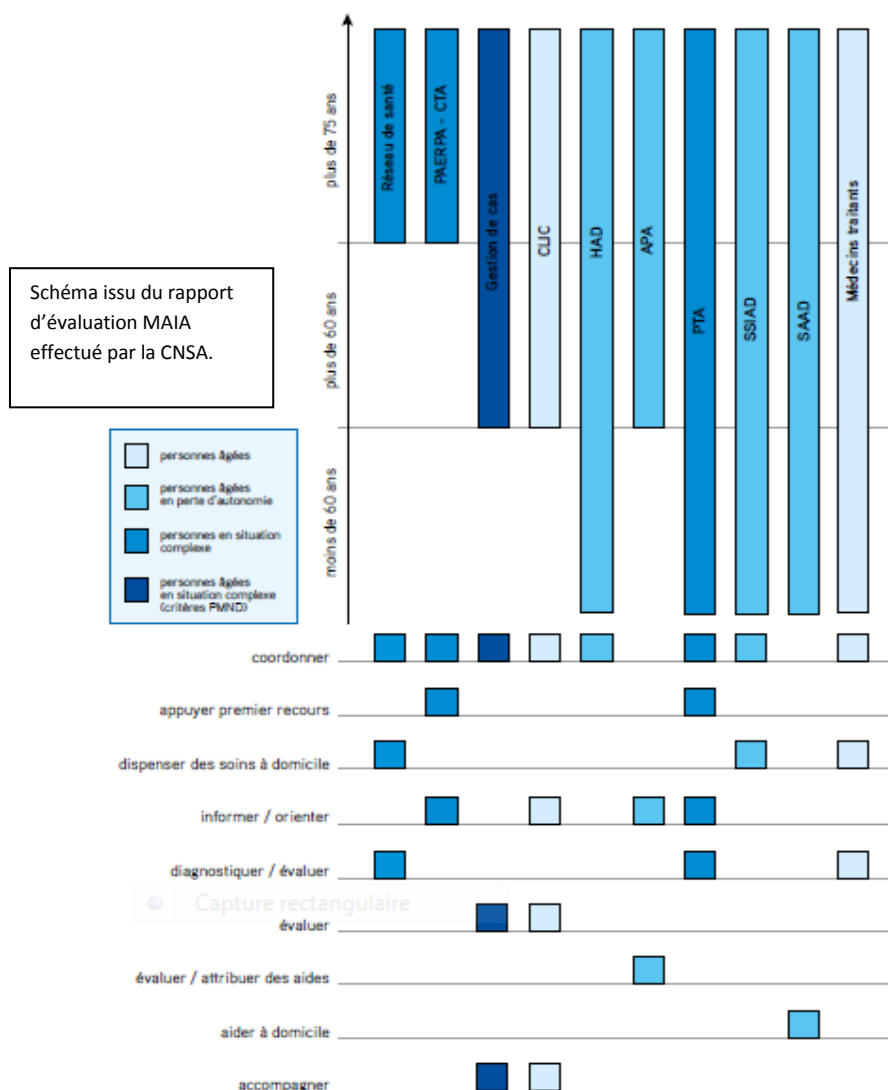 Réseau de santé
PAERPA - CTA
Gestion de cas
CLIC
HAD
APA
PTA
SSIAD
SAAD
Médecins traitants
plus de 75 ans
plus de 60 ans
moins de 60 ans
Schéma issu du rapport
d’évaluation MAIA
effectué par la CNSA.
personnes âgées
personnes âgées
en perte d'autonomie
personnes en situation
complexe
personnes âgées
en situation complexe
(critères PMND)
coordonner
appuyer premier recours
dispenser des soins à domicile
informer / orienter
diagnostiquer / évaluer
Capture rectangulaire
évaluer
évaluer / attribuer des aides
aider à domicile
accompagner